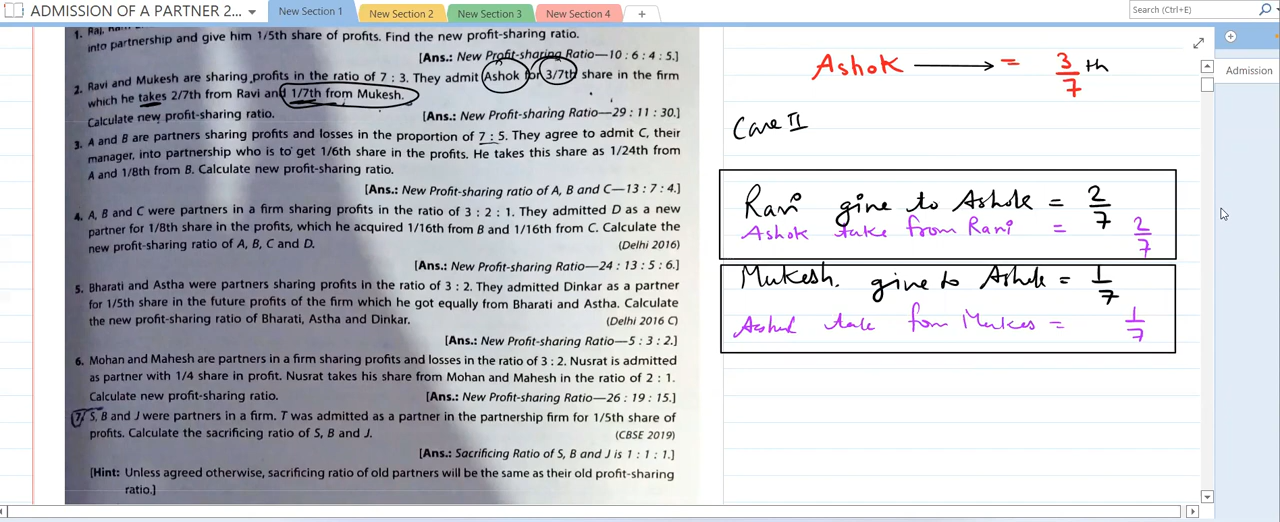 ADMISSION OF A PARTNER 2...
New Section 1
New Section 2
New Section 3
New Section 4
+
Search (Ctrl+E)
Admission
1. Raj,
into partnership and give him 1/5th share of profits. Find the new profit-sharing ratio.
[Ans.: New Profit-sharing Ratio—10 : 6 : 4 : 5.]
2. Ravi and Mukesh are sharing profits in the ratio of 7 : 3. They admit Ashok for 3/7th share in the firm
which he takes 2/7th from Ravi and 1/7th from Mukesh.
Calculate new profit-sharing ratio.
[Ans.: New Profit-sharing Ratio—29 : 11 : 30.]
3. A and B are partners sharing profits and losses in the proportion of 7 : 5. They agree to admit C, their
manager, into partnership who is to get 1/6th share in the profits. He takes this share as 1/24th from
A and 1/8th from B. Calculate new profit-sharing ratio.
[Ans.: New Profit-sharing ratio of A, B and C—13 : 7 : 4.]
4. A, B and C were partners in a firm sharing profits in the ratio of 3 : 2 : 1. They admitted D as a new
partner for 1/8th share in the profits, which he acquired 1/16th from B and 1/16th from C. Calculate the
new profit-sharing ratio of A, B, C and D.
(Delhi 2016)
[Ans.: New Profit-sharing Ratio—24 : 13 : 5 : 6.]
5. Bharati and Astha were partners sharing profits in the ratio of 3 : 2. They admitted Dinkar as a partner
for 1/5th share in the future profits of the firm which he got equally from Bharati and Astha. Calculate
the new profit-sharing ratio of Bharati, Astha and Dinkar.
(Delhi 2016 C)
[Ans.: New Profit-sharing Ratio—5 : 3 : 2.]
6. Mohan and Mahesh are partners in a firm sharing profits and losses in the ratio of 3 : 2. Nusrat is admitted
as partner with 1/4 share in profit. Nusrat takes his share from Mohan and Mahesh in the ratio of 2 : 1.
Calculate new profit-sharing ratio.
[Ans.: New Profit-sharing Ratio—26 : 19 : 15.]
7. S, B and J were partners in a firm. T was admitted as a partner in the partnership firm for 1/5th share of
profits. Calculate the sacrificing ratio of S, B and J.
(CBSE 2019)
[Ans.: Sacrificing Ratio of S, B and J is 1 : 1 : 1.]
[Hint: Unless agreed otherwise, sacrificing ratio of old partners will be the same as their old profit-sharing
ratio.]
Ashok → = 3/7 th
Case II
Ravi give to Ashok = 2/7
Ashok take from Ravi = 2/7
Mukesh. give to Ashok = 1/7
Ashok take from Mukes = 1/7